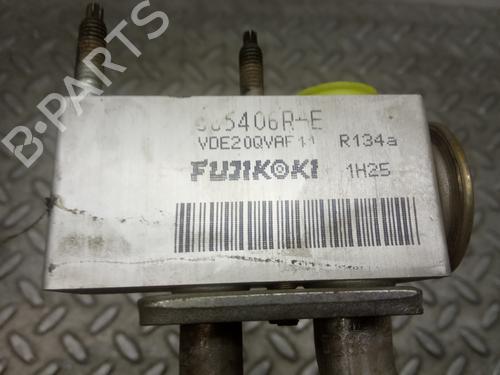 B-PARTS
VDE20QVAF11 R134a
FUJIKOKI 1H25